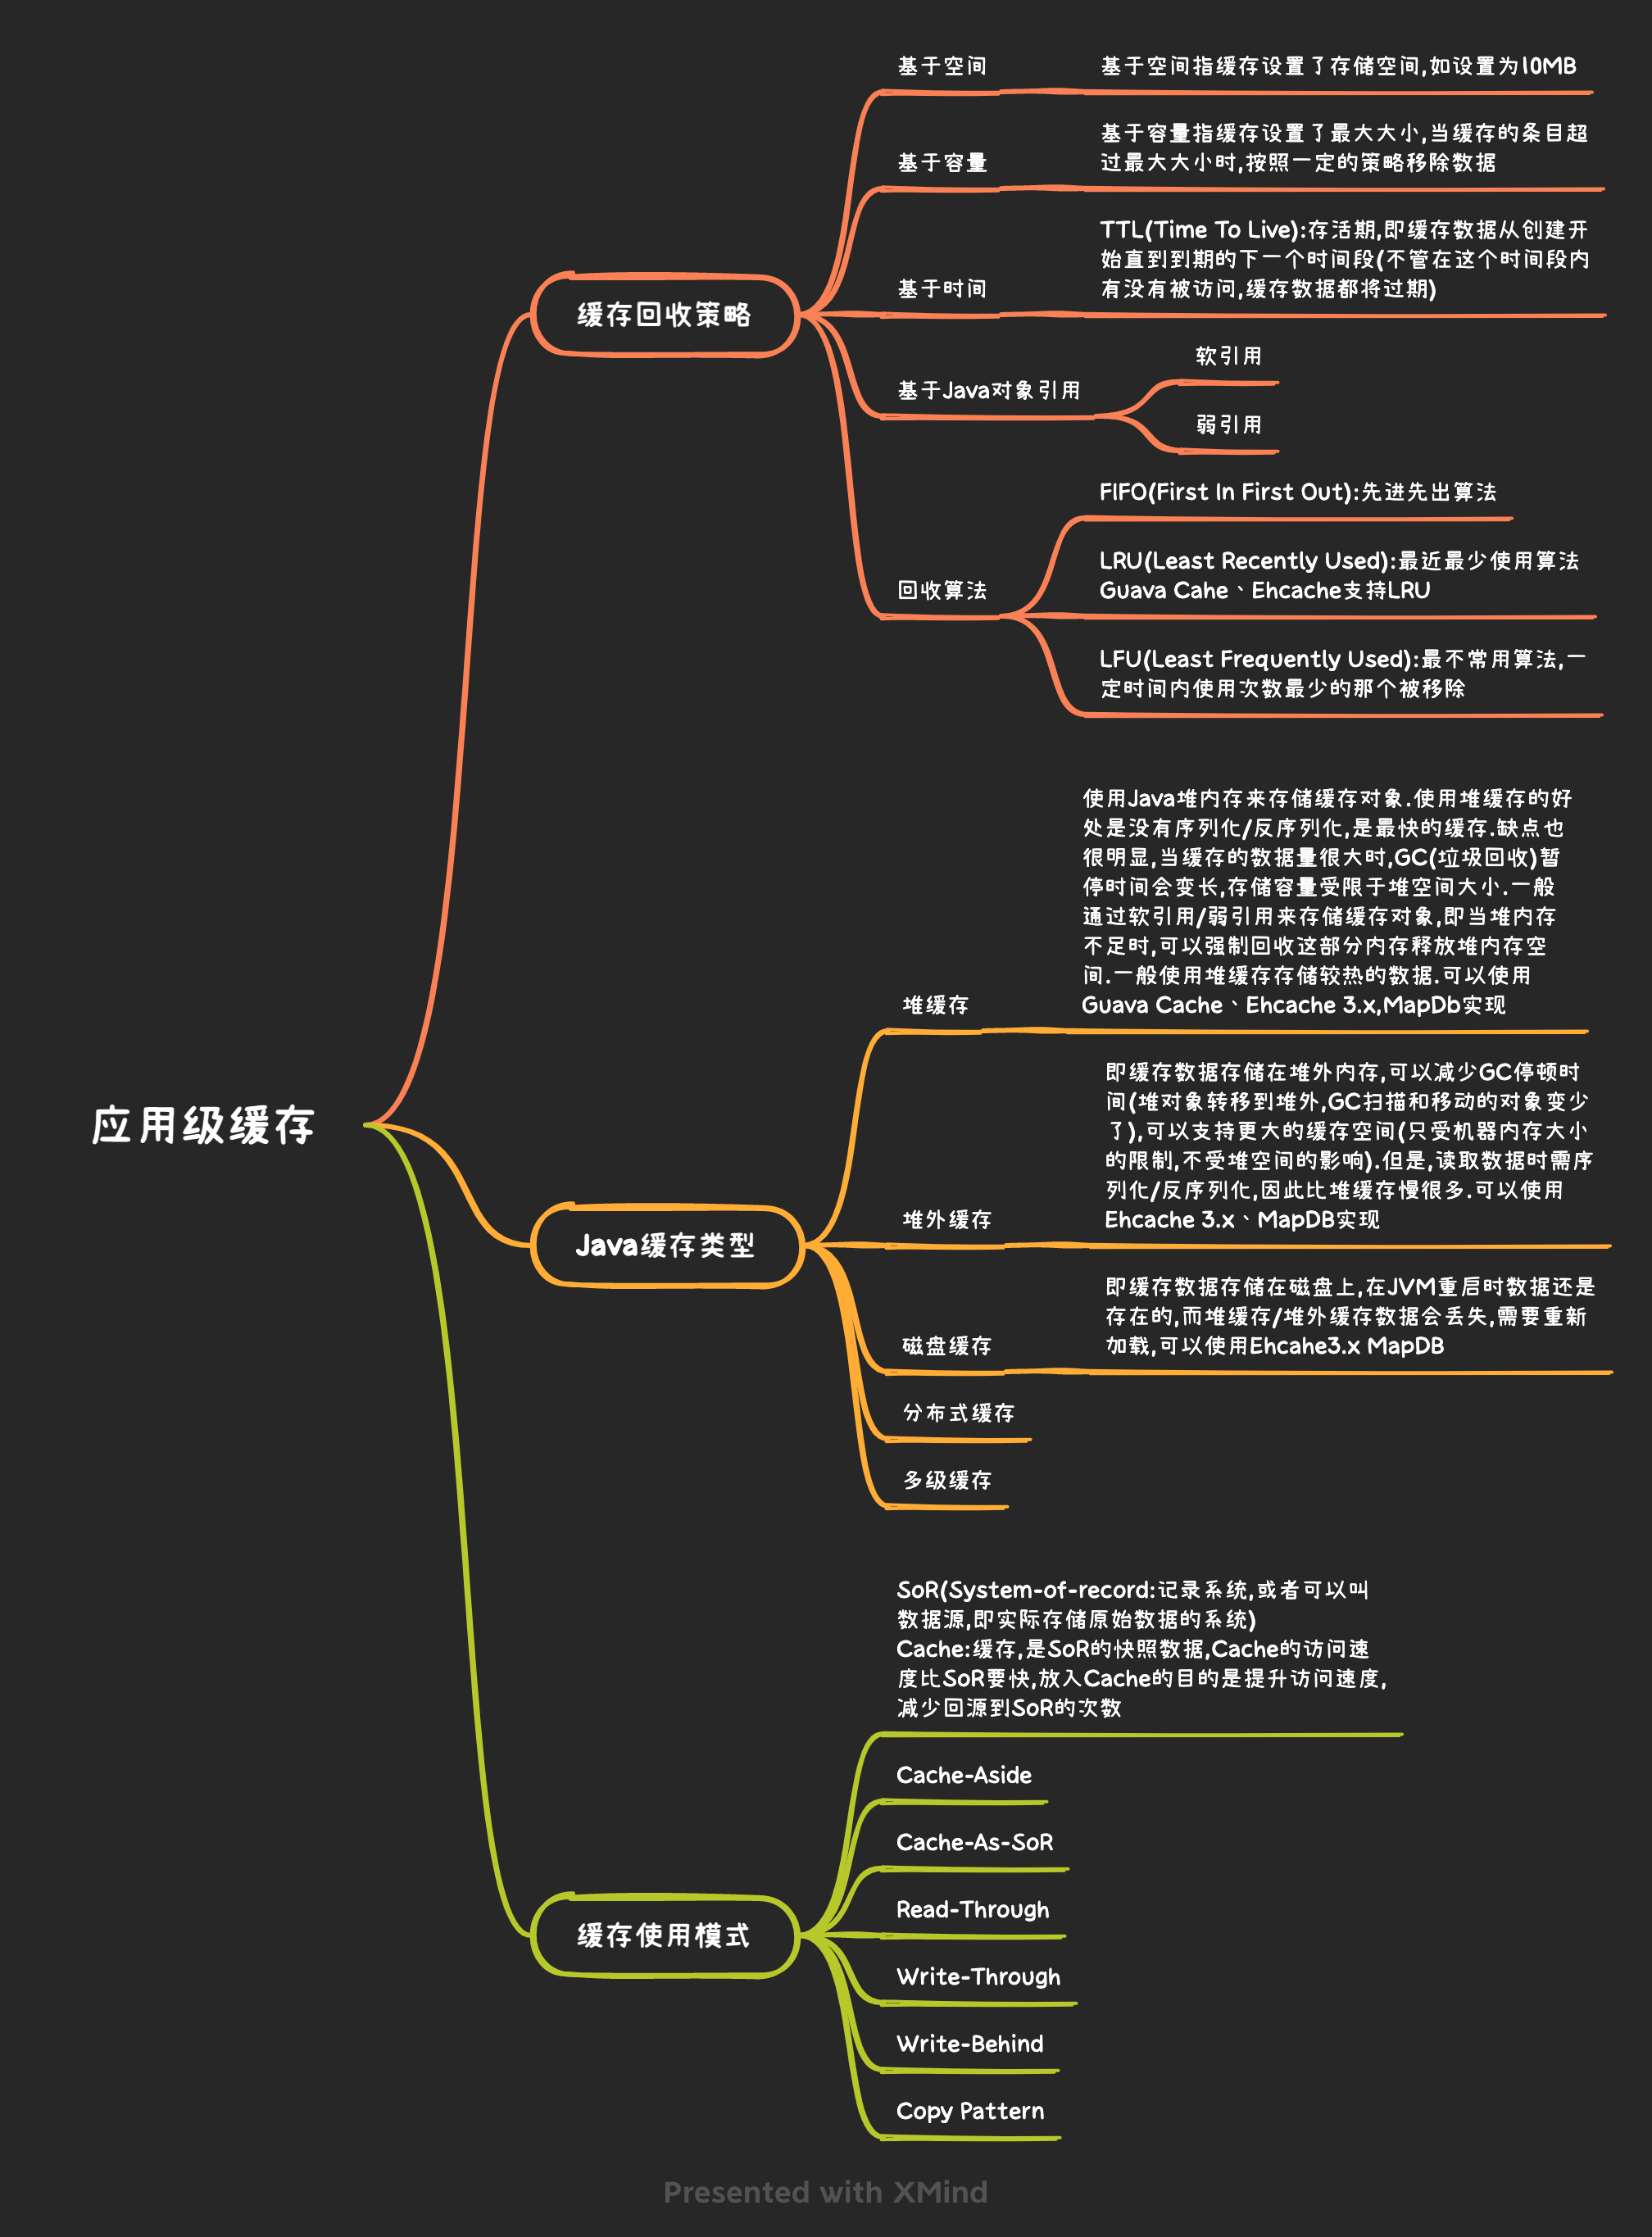 应用级缓存
缓存回收策略
基于空间
基于空间指缓存设置了存储空间,如设置为10MB
基于容量
基于容量指缓存设置了最大大小,当缓存的条目超
过最大大小时,按照一定的策略移除数据
基于时间
TTL(Time To Live):存活期,即缓存数据从创建开
始直到到期的下一个时间段(不管在这个时间段内
有没有被访问,缓存数据都将过期)
基于Java对象引用
软引用
弱引用
回收算法
FIFO(First In First Out):先进先出算法
LRU(Least Recently Used):最近最少使用算法
Guava Cahe、Ehcache支持LRU
LFU(Least Frequently Used):最不常用算法,一
定时间内使用次数最少的那个被移除
Java缓存类型
堆缓存
使用Java堆内存来存储缓存对象.使用堆缓存的好
处是没有序列化/反序列化,是最快的缓存.缺点也
很明显,当缓存的数据量很大时,GC(垃圾回收)暂
停时间会变长,存储容量受限于堆空间大小.一般
通过软引用/弱引用来存储缓存对象,即当堆内存
不足时,可以强制回收这部分内存释放堆内存空
间.一般使用堆缓存存储较热的数据.可以使用
Guava Cache、Ehcache 3.x,MapDb实现
堆外缓存
即缓存数据存储在堆外内存,可以减少GC停顿时
间(堆对象转移到堆外,GC扫描和移动的对象变少
了),可以支持更大的缓存空间(只受机器内存大小
的限制,不受堆空间的影响).但是,读取数据时需序
列化/反序列化,因此比堆缓存慢很多.可以使用
Ehcache 3.x、MapDB实现
磁盘缓存
即缓存数据存储在磁盘上,在JVM重启时数据还是
存在的,而堆缓存/堆外缓存数据会丢失,需要重新
加载,可以使用Ehcahe3.x MapDB
分布式缓存
多级缓存
缓存使用模式
SoR(System-of-record:记录系统,或者可以叫
数据源,即实际存储原始数据的系统)
Cache:缓存,是SoR的快照数据,Cache的访问速
度比SoR要快,放入Cache的目的是提升访问速度,
减少回源到SoR的次数
Cache-Aside
Cache-As-SoR
Read-Through
Write-Through
Write-Behind
Copy Pattern
Presented with XMind